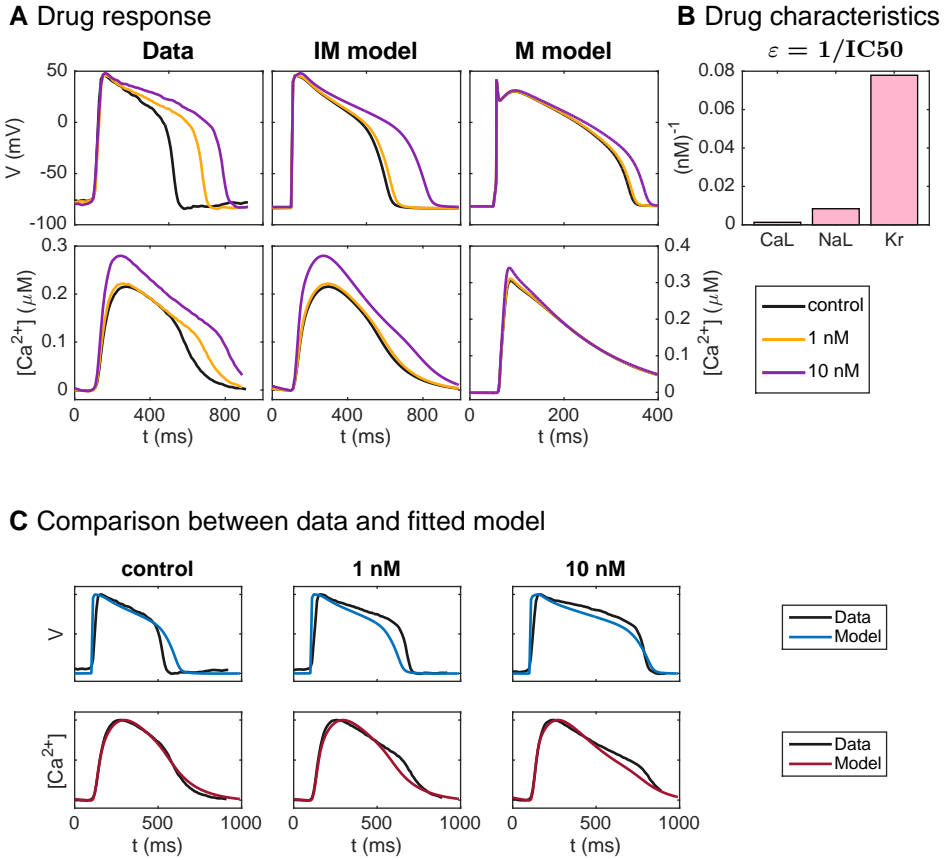 A Drug response
B Drug characteristics
Data
IM model
M model
ε = 1/IC50
V (mV)
50
0
-50
-100
[Ca2+] (μM)
0.3
0.2
0.1
0
0.4
0.3
0.2
0.1
0
[Ca2+] (μM)
0 400 800
t (ms)
0 400 800
t (ms)
0 200 400
t (ms)
(nM)-1
0.08
0.06
0.04
0.02
0
CaL NaL Kr
control
1 nM
10 nM
C Comparison between data and fitted model
control
1 nM
10 nM
V
[Ca2+]
0 500 1000
t (ms)
0 500 1000
t (ms)
0 500 1000
t (ms)
Data
Model
Data
Model